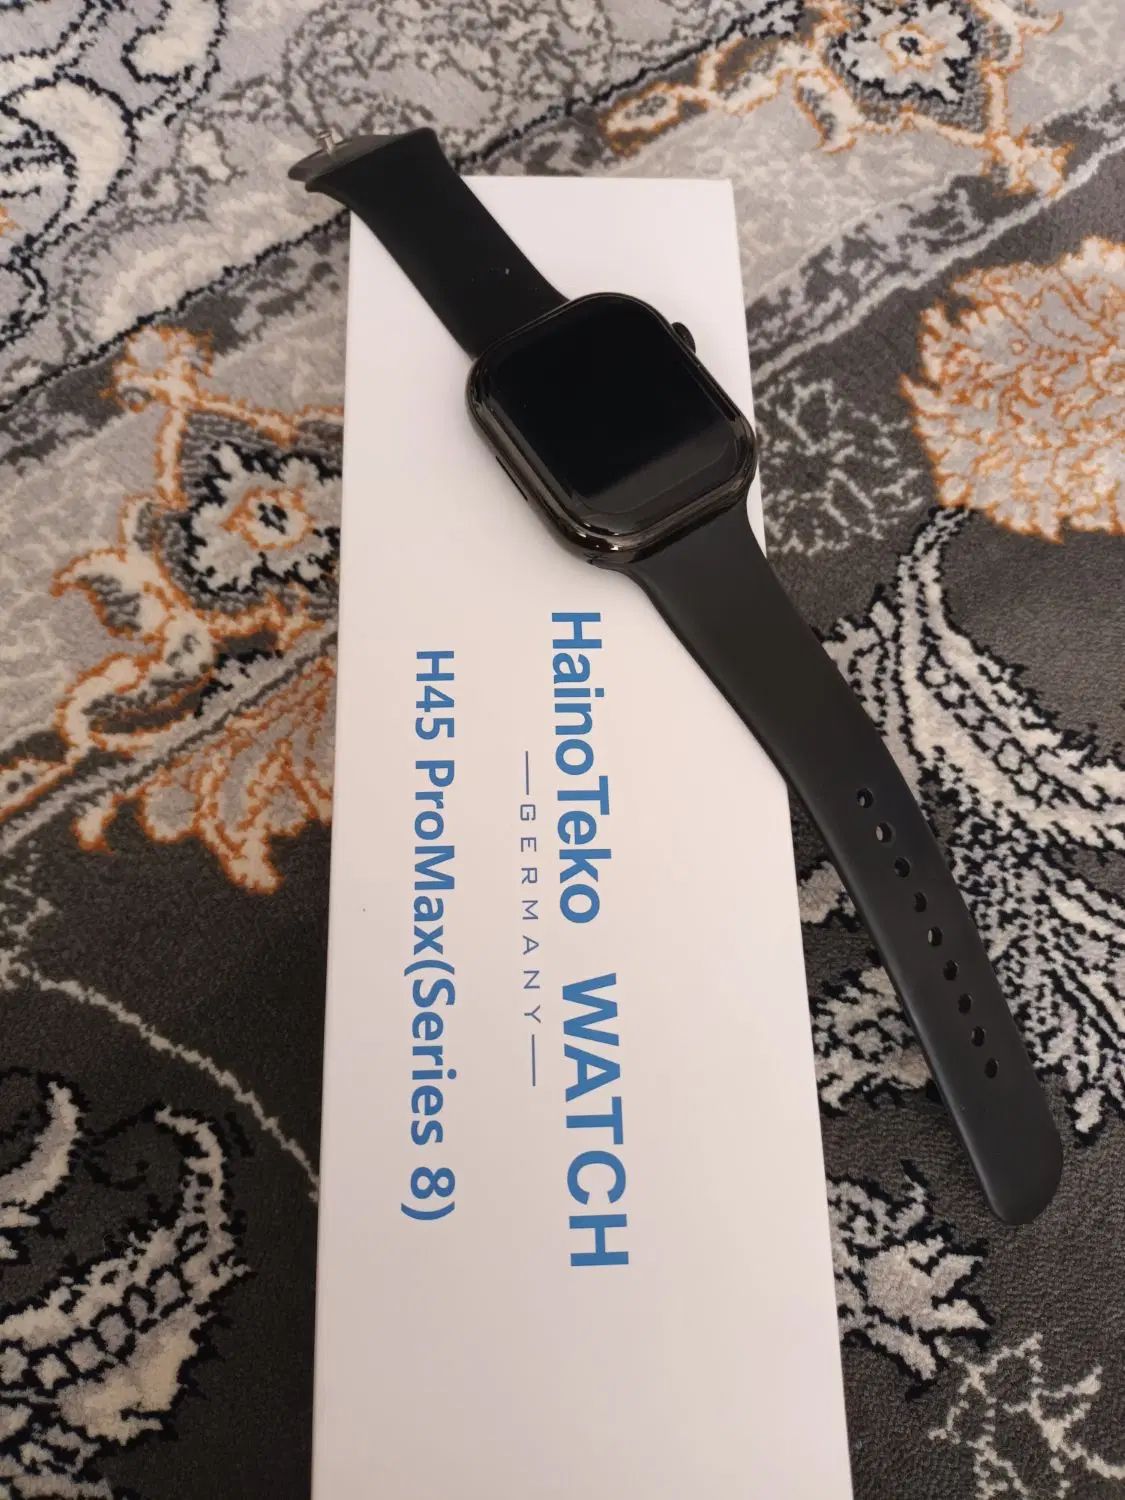 HainoTeko WATCH
GERMANY
H45 ProMax(Series 8)